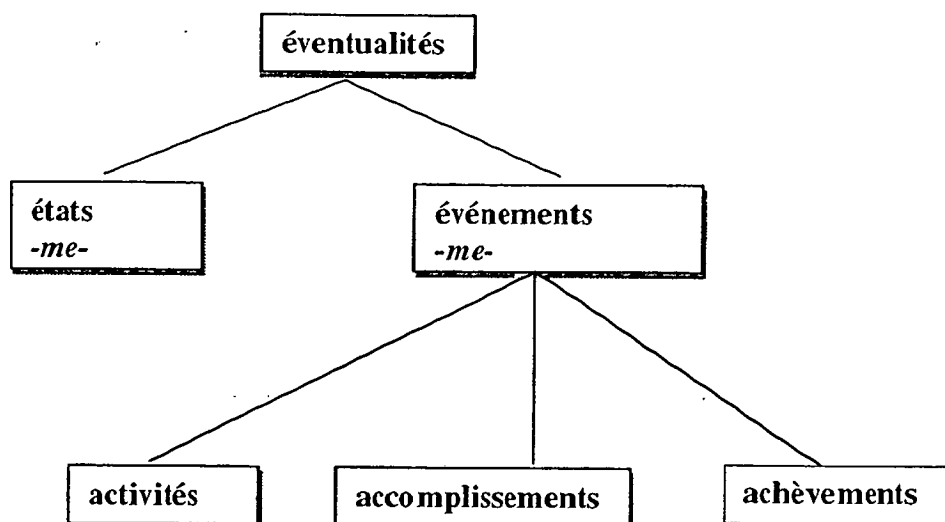 éventualités
états
-me-
événements
-me-
activités
accomplissements
achèvements